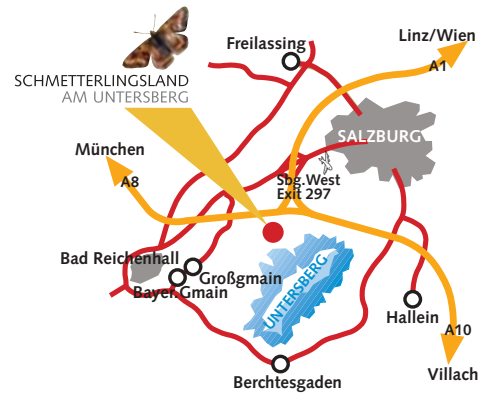 Linz/Wien
Freilassing
A1
SCHMETTERLINGSLAND
AM UNTERSBERG
SALZBURG
München
A8
Sbg.West
Exit 297
Bad Reichenhall
Großgmain
Bayer.Gmain
UNTERSBERG
Hallein
A10
Villach
Berchtesgaden